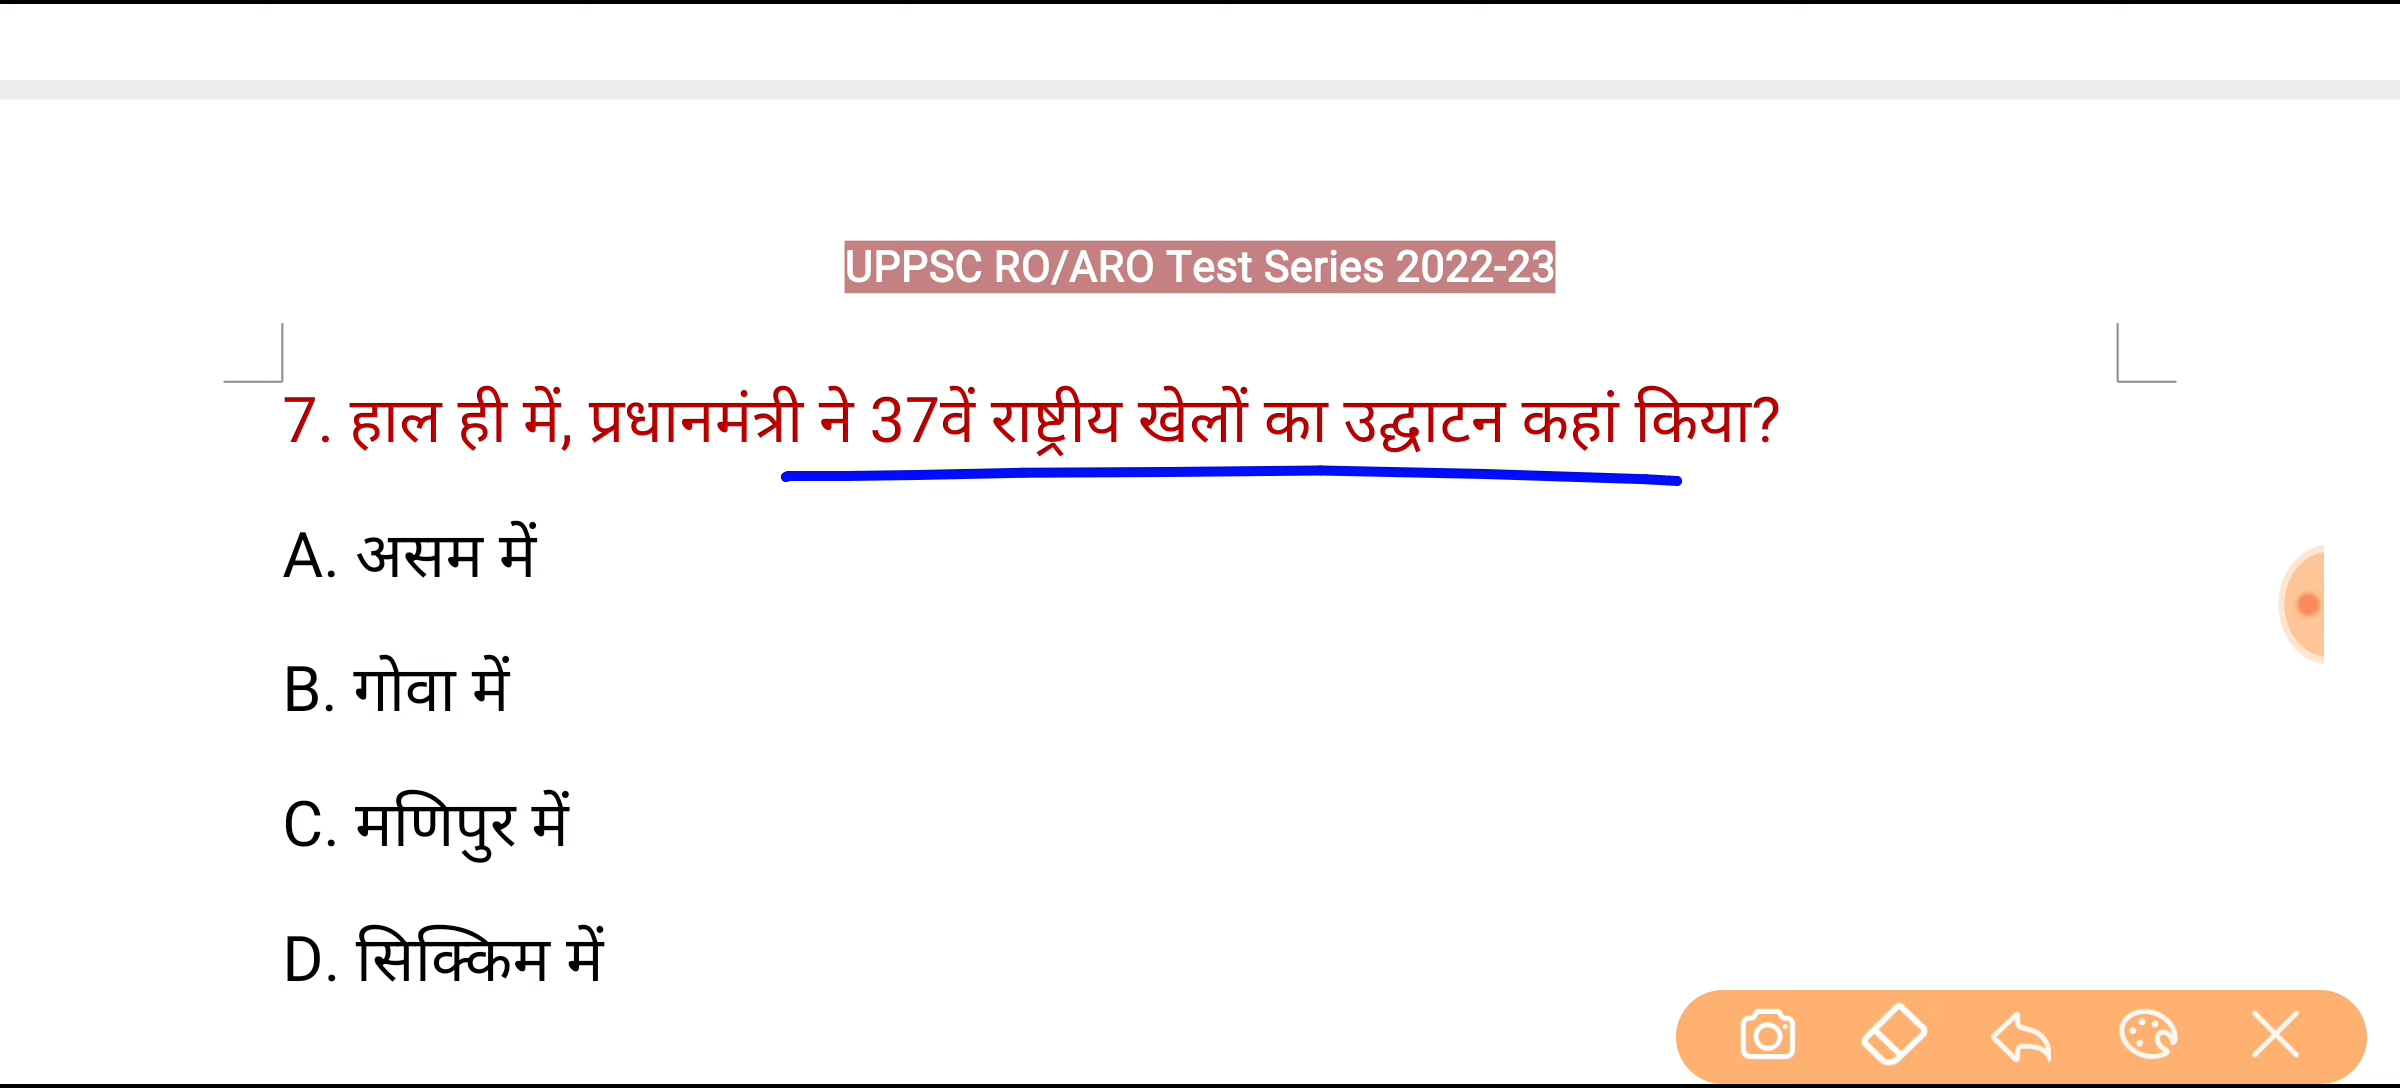 UPPSC RO/ARO Test Series 2022-23
7. हाल ही में, प्रधानमंत्री ने 37वें राष्ट्रीय खेलों का उद्घाटन कहां किया?
A. असम में
B. गोवा में
C. मणिपुर में
D. सिक्किम में